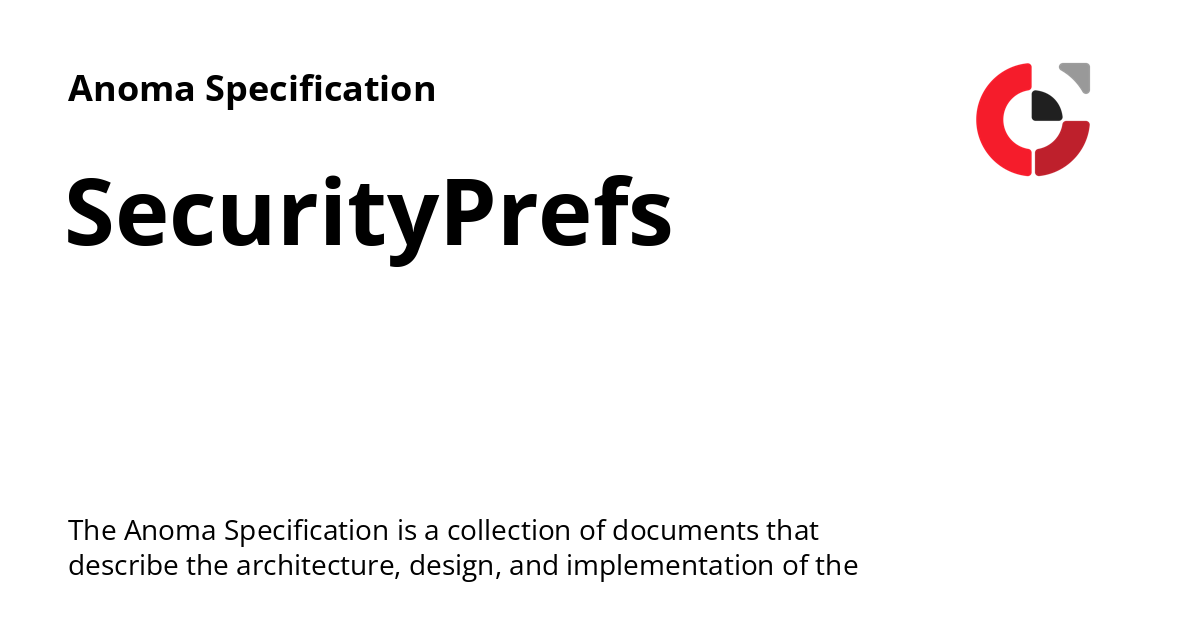 Anoma Specification
SecurityPrefs
The Anoma Specification is a collection of documents that
describe the architecture, design, and implementation of the